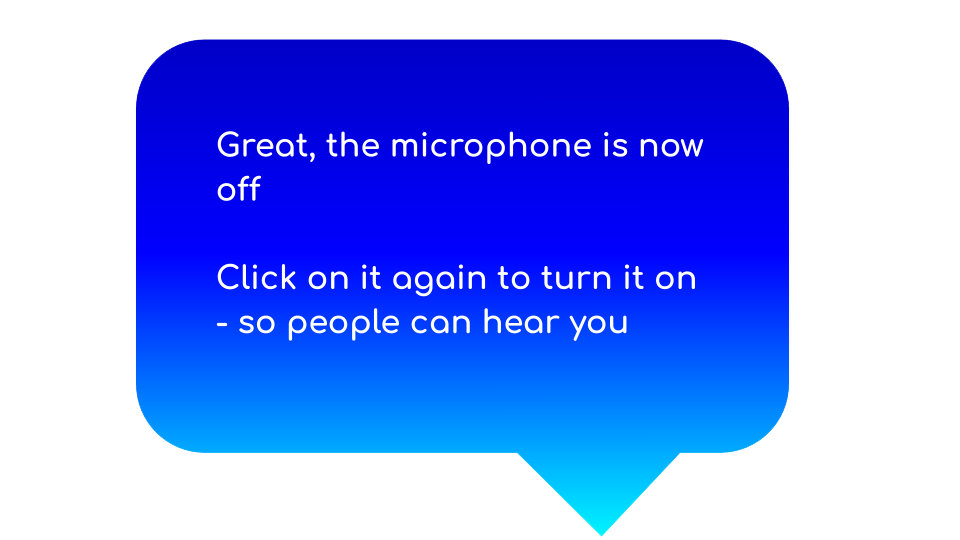 Great, the microphone is now
off
Click on it again to turn it on
- so people can hear you